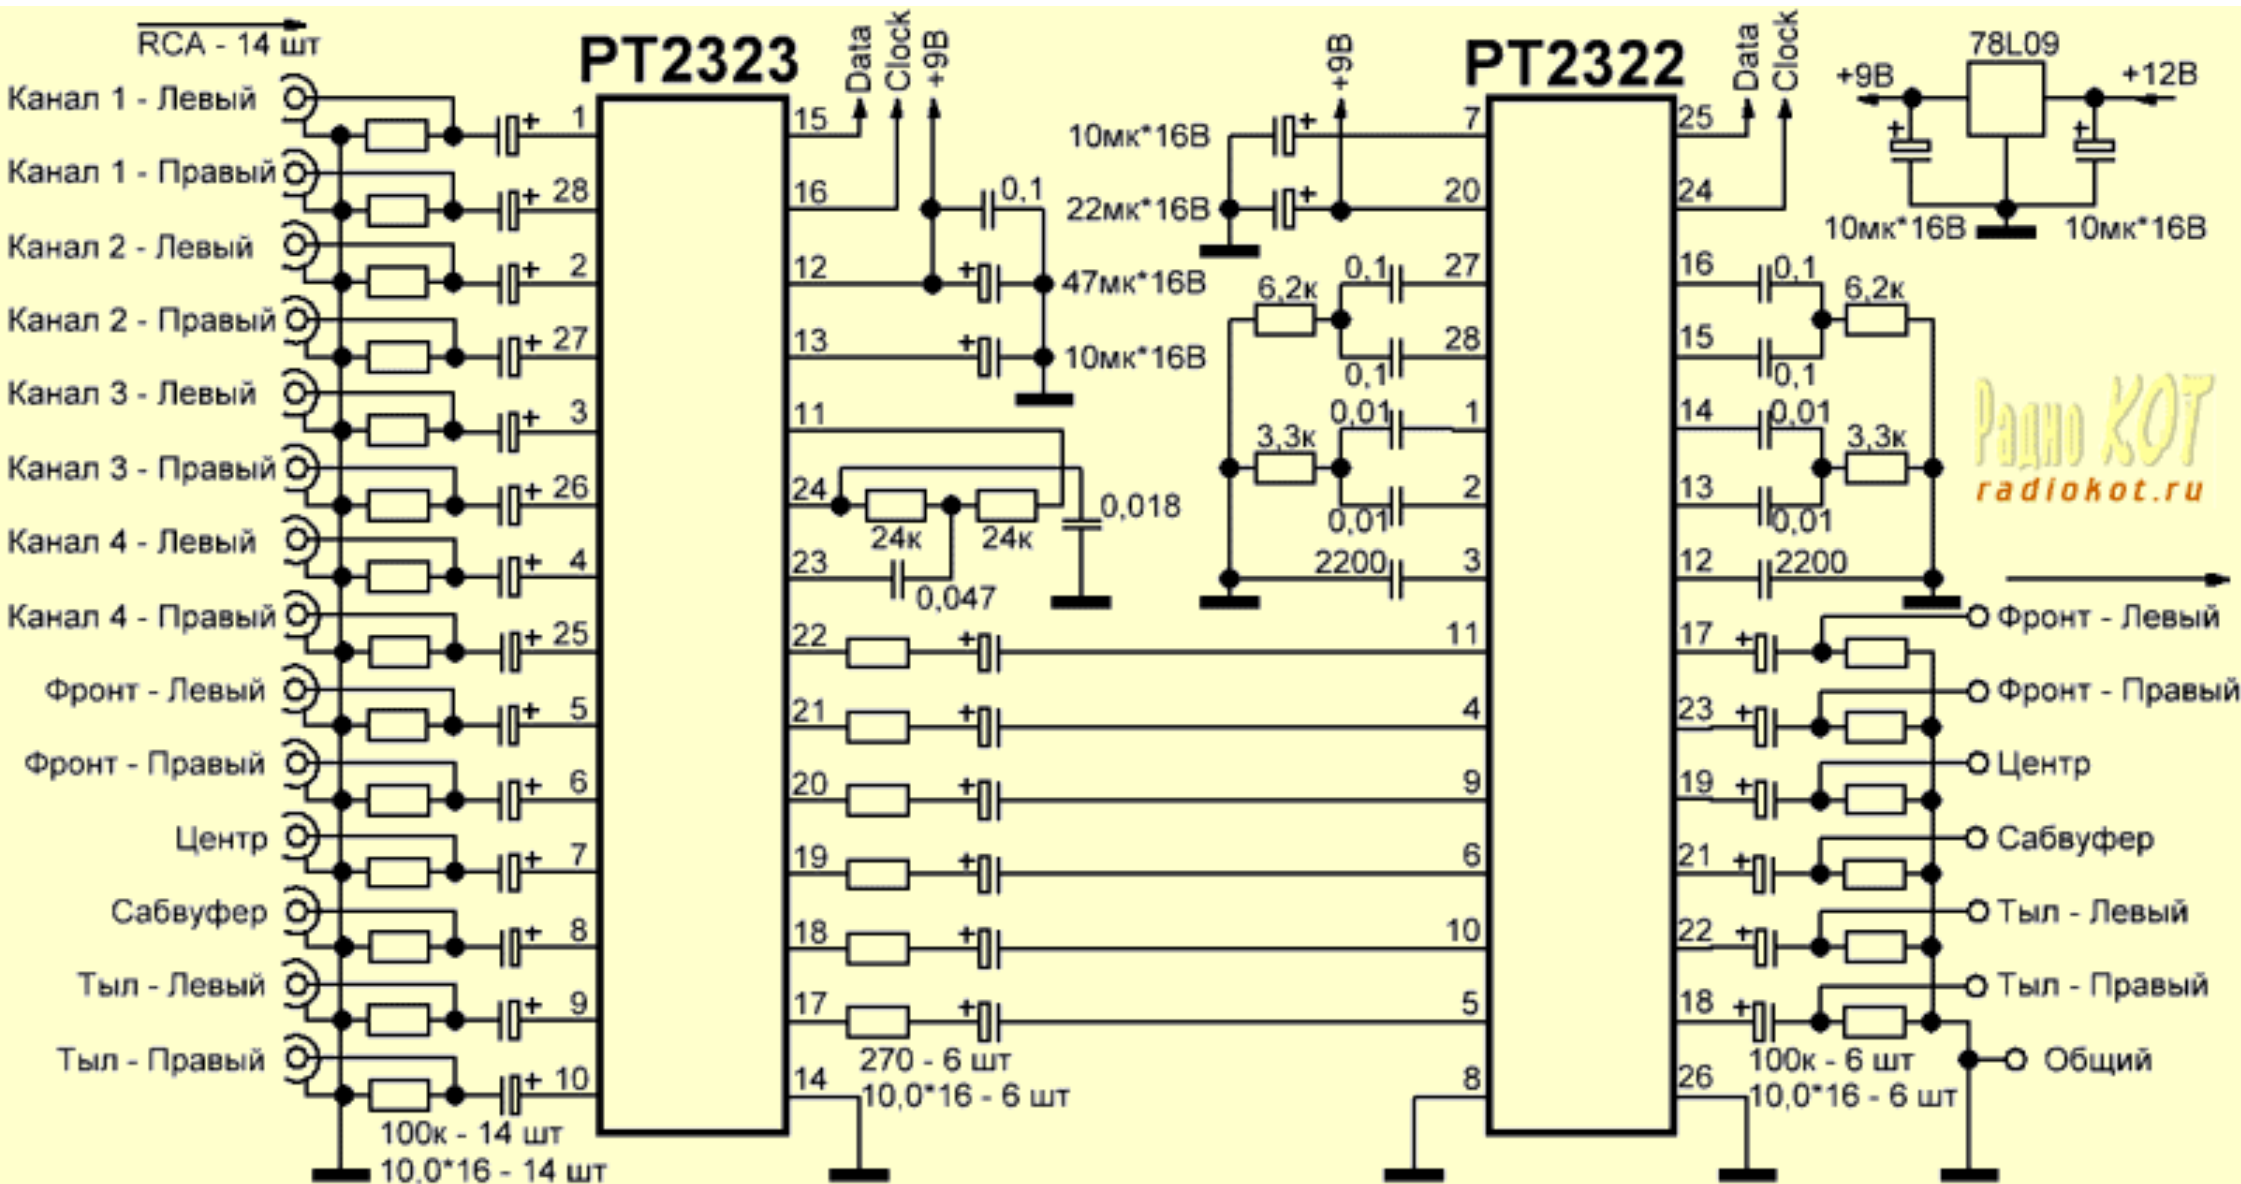 RCA - 14 шт
PT2323
Data
Clock
+9В
+9В
PT2322
Data
Clock
78L09
+9В
+12В
10мк*16В
10мк*16В
Канал 1 - Левый
Канал 1 - Правый
Канал 2 - Левый
Канал 2 - Правый
Канал 3 - Левый
Канал 3 - Правый
Канал 4 - Левый
Канал 4 - Правый
Фронт - Левый
Фронт - Правый
Центр
Сабвуфер
Тыл - Левый
Тыл - Правый
+ 1
+ 28
+ 2
+ 27
+ 3
+ 26
+ 4
+ 25
+ 5
+ 6
+ 7
+ 8
+ 9
+ 10
100к - 14 шт
10,0*16 - 14 шт
15
16
0,1
12
+ 47мк*16В
13
+ 10мк*16В
11
24
24к
24к
0,018
23
0,047
22 +
21 +
20 +
19 +
18 +
17 +
270 - 6 шт
10,0*16 - 6 шт
14
10мк*16В + 7
22мк*16В + 20
6,2к
0,1 27
28
0,1
3,3к
0,01 1
2
0,01
2200 3
11
4
9
6
10
5
8
25
24
16 0,1
6,2к
15
0,1
14 0,01
3,3к
13
0,01
12 2200
17 +
23 +
19 +
21 +
22 +
18 +
100к - 6 шт
10,0*16 - 6 шт
26
Радио КОТ
radiokot.ru
Фронт - Левый
Фронт - Правый
Центр
Сабвуфер
Тыл - Левый
Тыл - Правый
Общий